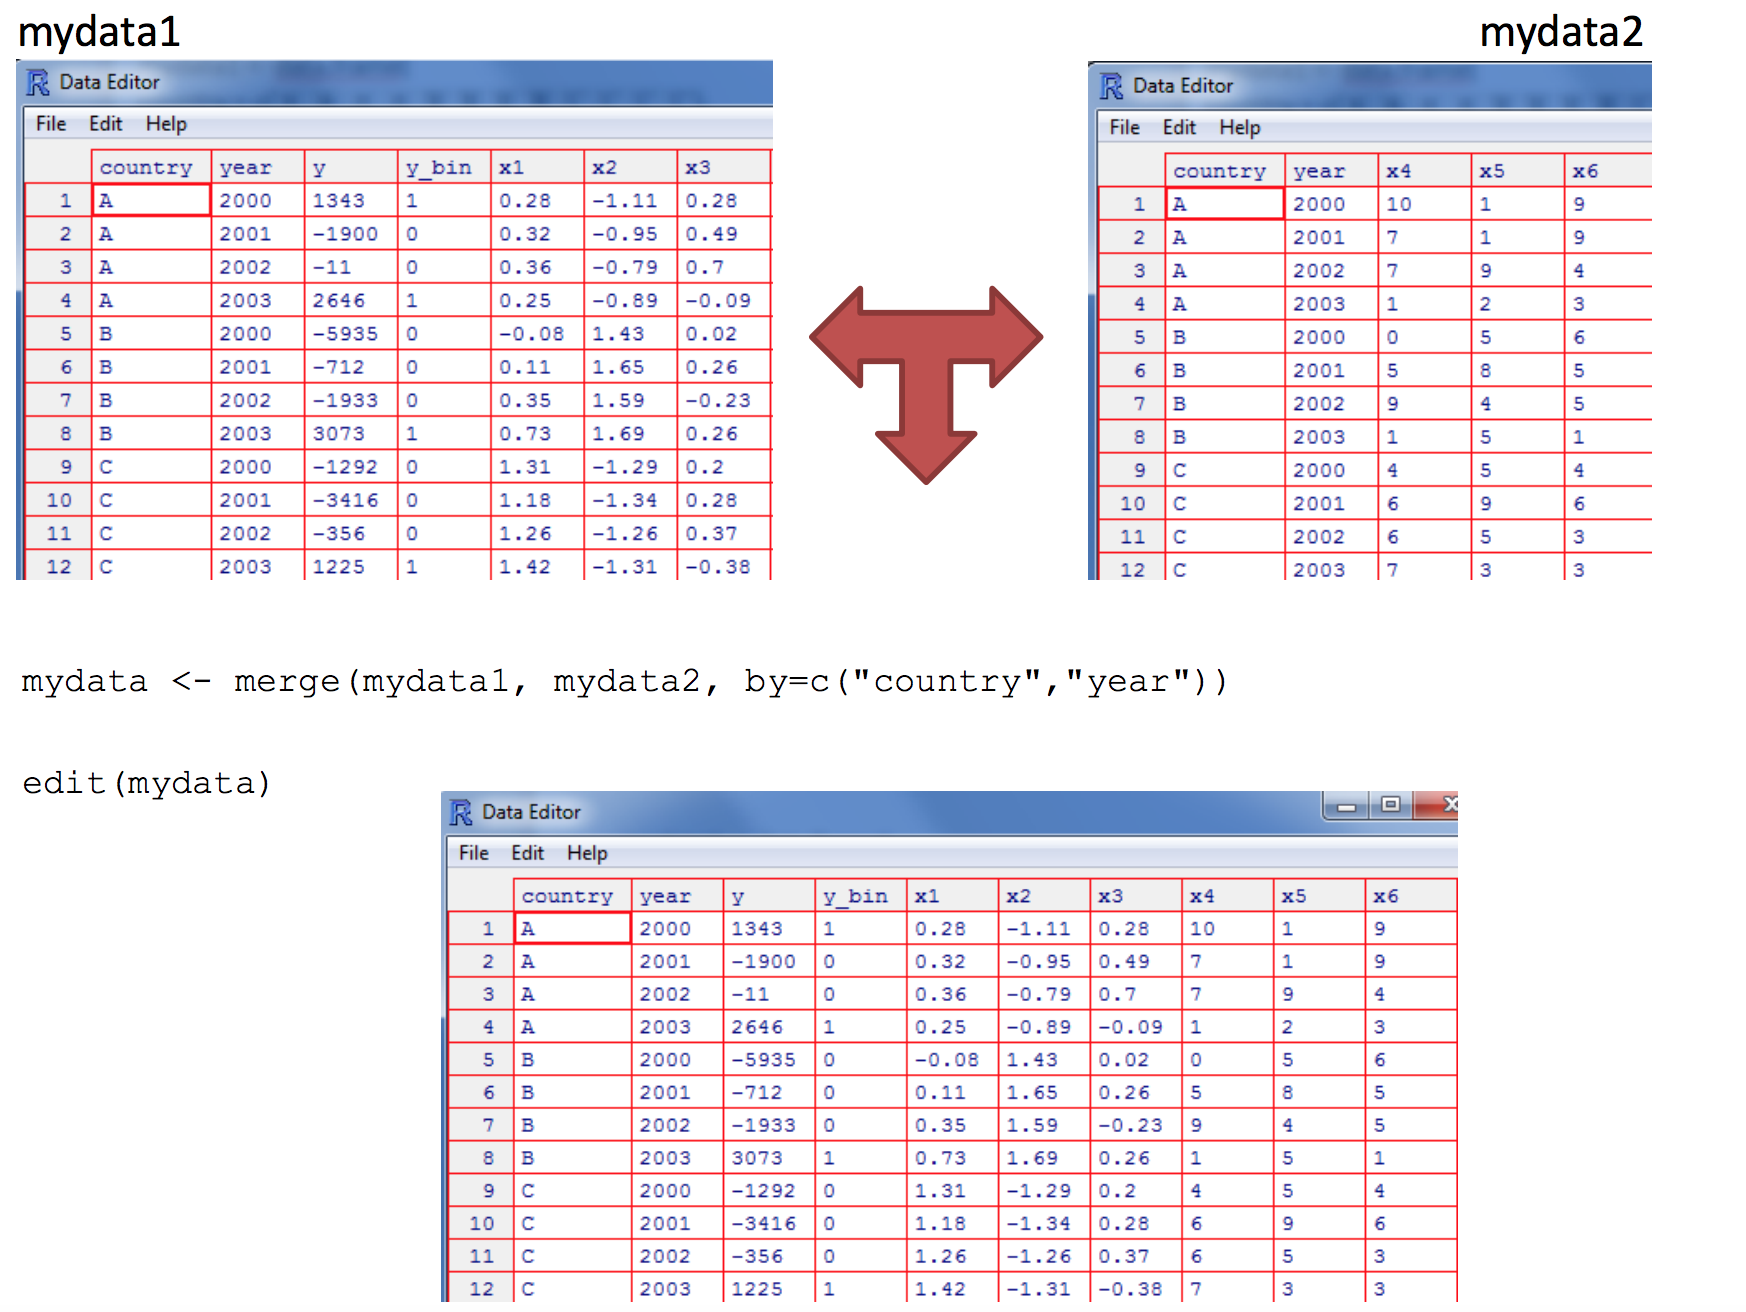 mydata1
Data Editor
File Edit Help
country year y y_bin x1 x2 x3
1 A 2000 1343 1 0.28 -1.11 0.28
2 A 2001 -1900 0 0.32 -0.95 0.49
3 A 2002 -11 0 0.36 -0.79 0.7
4 A 2003 2646 1 0.25 -0.89 -0.09
5 B 2000 -5935 0 -0.08 1.43 0.02
6 B 2001 -712 0 0.11 1.65 0.26
7 B 2002 -1933 0 0.35 1.59 -0.23
8 B 2003 3073 1 0.73 1.69 0.26
9 C 2000 -1292 0 1.31 -1.29 0.2
10 C 2001 -3416 0 1.18 -1.34 0.28
11 C 2002 -356 0 1.26 -1.26 0.37
12 C 2003 1225 1 1.42 -1.31 -0.38
mydata2
Data Editor
File Edit Help
country year x4 x5 x6
1 A 2000 10 1 9
2 A 2001 7 1 9
3 A 2002 7 9 4
4 A 2003 1 2 3
5 B 2000 0 5 6
6 B 2001 5 8 5
7 B 2002 9 4 5
8 B 2003 1 5 1
9 C 2000 4 5 4
10 C 2001 6 9 6
11 C 2002 6 5 3
12 C 2003 7 3 3
mydata <- merge(mydata1, mydata2, by=c("country","year"))
edit(mydata)
Data Editor
File Edit Help
country year y y_bin x1 x2 x3 x4 x5 x6
1 A 2000 1343 1 0.28 -1.11 0.28 10 1 9
2 A 2001 -1900 0 0.32 -0.95 0.49 7 1 9
3 A 2002 -11 0 0.36 -0.79 0.7 7 9 4
4 A 2003 2646 1 0.25 -0.89 -0.09 1 2 3
5 B 2000 -5935 0 -0.08 1.43 0.02 0 5 6
6 B 2001 -712 0 0.11 1.65 0.26 5 8 5
7 B 2002 -1933 0 0.35 1.59 -0.23 9 4 5
8 B 2003 3073 1 0.73 1.69 0.26 1 5 1
9 C 2000 -1292 0 1.31 -1.29 0.2 4 5 4
10 C 2001 -3416 0 1.18 -1.34 0.28 6 9 6
11 C 2002 -356 0 1.26 -1.26 0.37 6 5 3
12 C 2003 1225 1 1.42 -1.31 -0.38 7 3 3